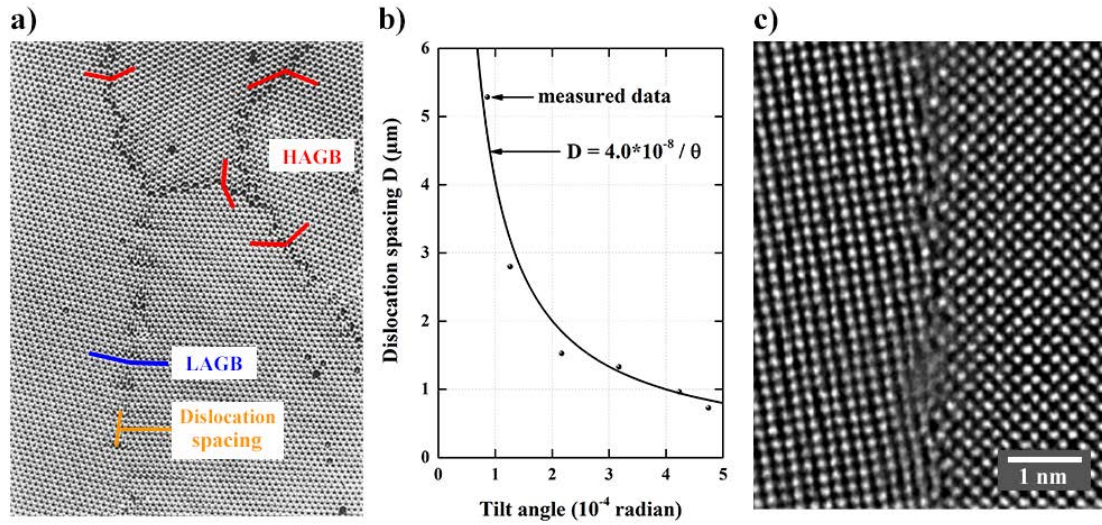 a)
HAGB
LAGB
Dislocation
spacing
b)
Dislocation spacing D (μm)
6
5
4
3
2
1
0
measured data
D = 4.0*10⁻⁸ / θ
0 1 2 3 4 5
Tilt angle (10⁻⁴ radian)
c)
1 nm